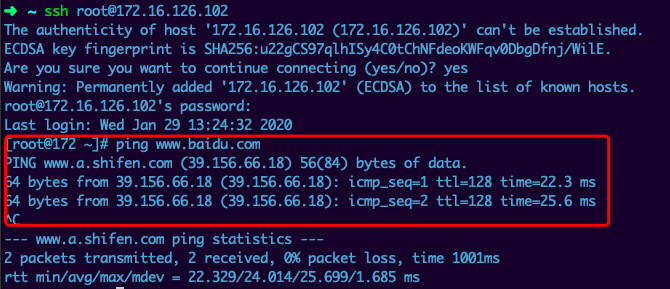 ➜ ~ ssh root@172.16.126.102
The authenticity of host '172.16.126.102 (172.16.126.102)' can't be established.
ECDSA key fingerprint is SHA256:u22gCS97qlhISy4C0tChNFdeoKWFqv0DbgDfnj/WilE.
Are you sure you want to continue connecting (yes/no)? yes
Warning: Permanently added '172.16.126.102' (ECDSA) to the list of known hosts.
root@172.16.126.102's password:
Last login: Wed Jan 29 13:24:32 2020
[root@172 ~]# ping www.baidu.com
PING www.a.shifen.com (39.156.66.18) 56(84) bytes of data.
64 bytes from 39.156.66.18 (39.156.66.18): icmp_seq=1 ttl=128 time=22.3 ms
64 bytes from 39.156.66.18 (39.156.66.18): icmp_seq=2 ttl=128 time=25.6 ms
^C
--- www.a.shifen.com ping statistics ---
2 packets transmitted, 2 received, 0% packet loss, time 1001ms
rtt min/avg/max/mdev = 22.329/24.014/25.699/1.685 ms